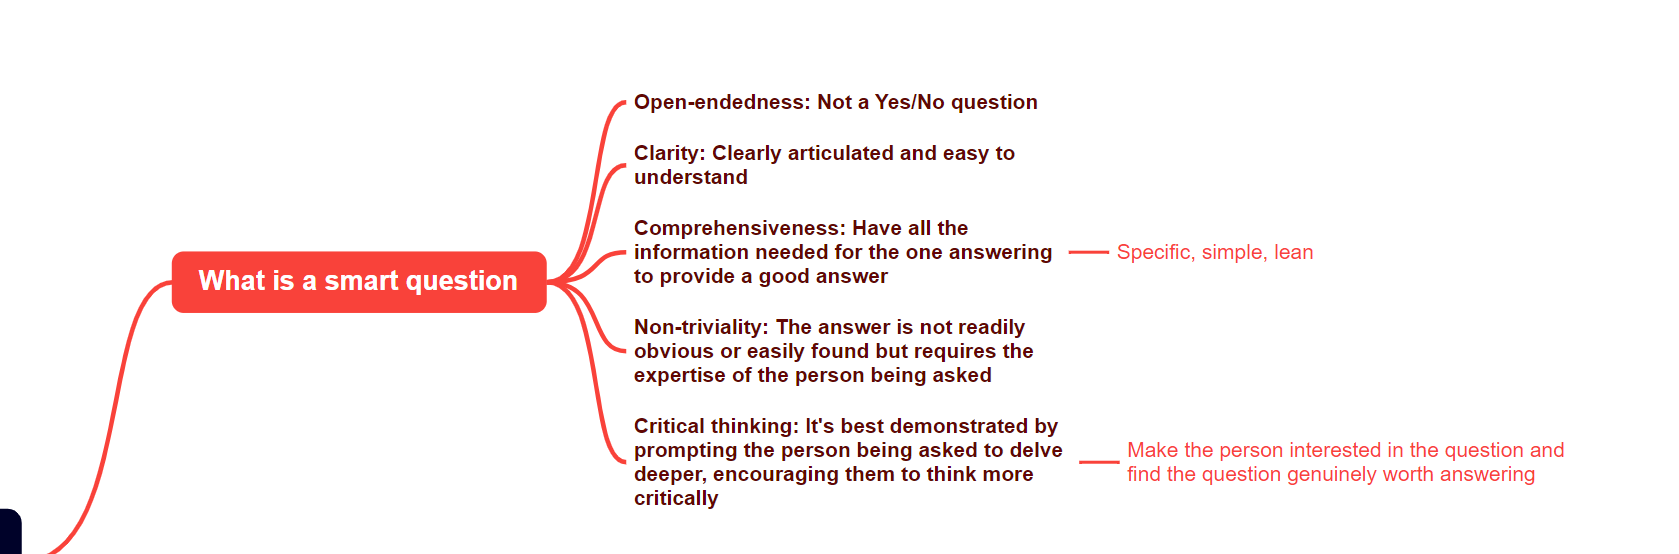 Open-endedness: Not a Yes/No question
Clarity: Clearly articulated and easy to
understand
Comprehensiveness: Have all the
information needed for the one answering
to provide a good answer
Specific, simple, lean
What is a smart question
Non-triviality: The answer is not readily
obvious or easily found but requires the
expertise of the person being asked
Critical thinking: It's best demonstrated by
prompting the person being asked to delve
deeper, encouraging them to think more
critically
Make the person interested in the question and
find the question genuinely worth answering